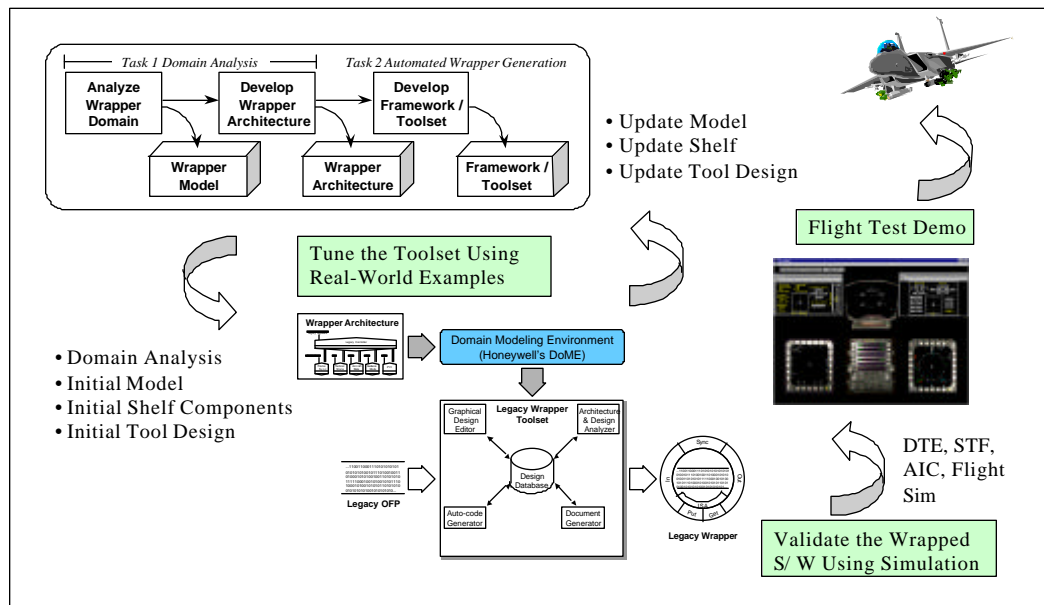 Task 1 Domain Analysis
Task 2 Automated Wrapper Generation
Analyze
Wrapper
Domain
Develop
Wrapper
Architecture
Develop
Framework /
Toolset
Wrapper
Model
Wrapper
Architecture
Framework /
Toolset
• Update Model
• Update Shelf
• Update Tool Design
Flight Test Demo
Tune the Toolset Using
Real-World Examples
• Domain Analysis
• Initial Model
• Initial Shelf Components
• Initial Tool Design
Wrapper Architecture
Domain Modeling Environment
(Honeywell's DoME)
Legacy Wrapper
Toolset
Graphical
Design
Editor
Architecture
& Design
Analyzer
Design
Database
Auto-code
Generator
Document
Generator
Legacy OFP
Sync
In
Out
Put
Get
Legacy Wrapper
DTE, STF,
AIC, Flight
Sim
Validate the Wrapped
S/ W Using Simulation